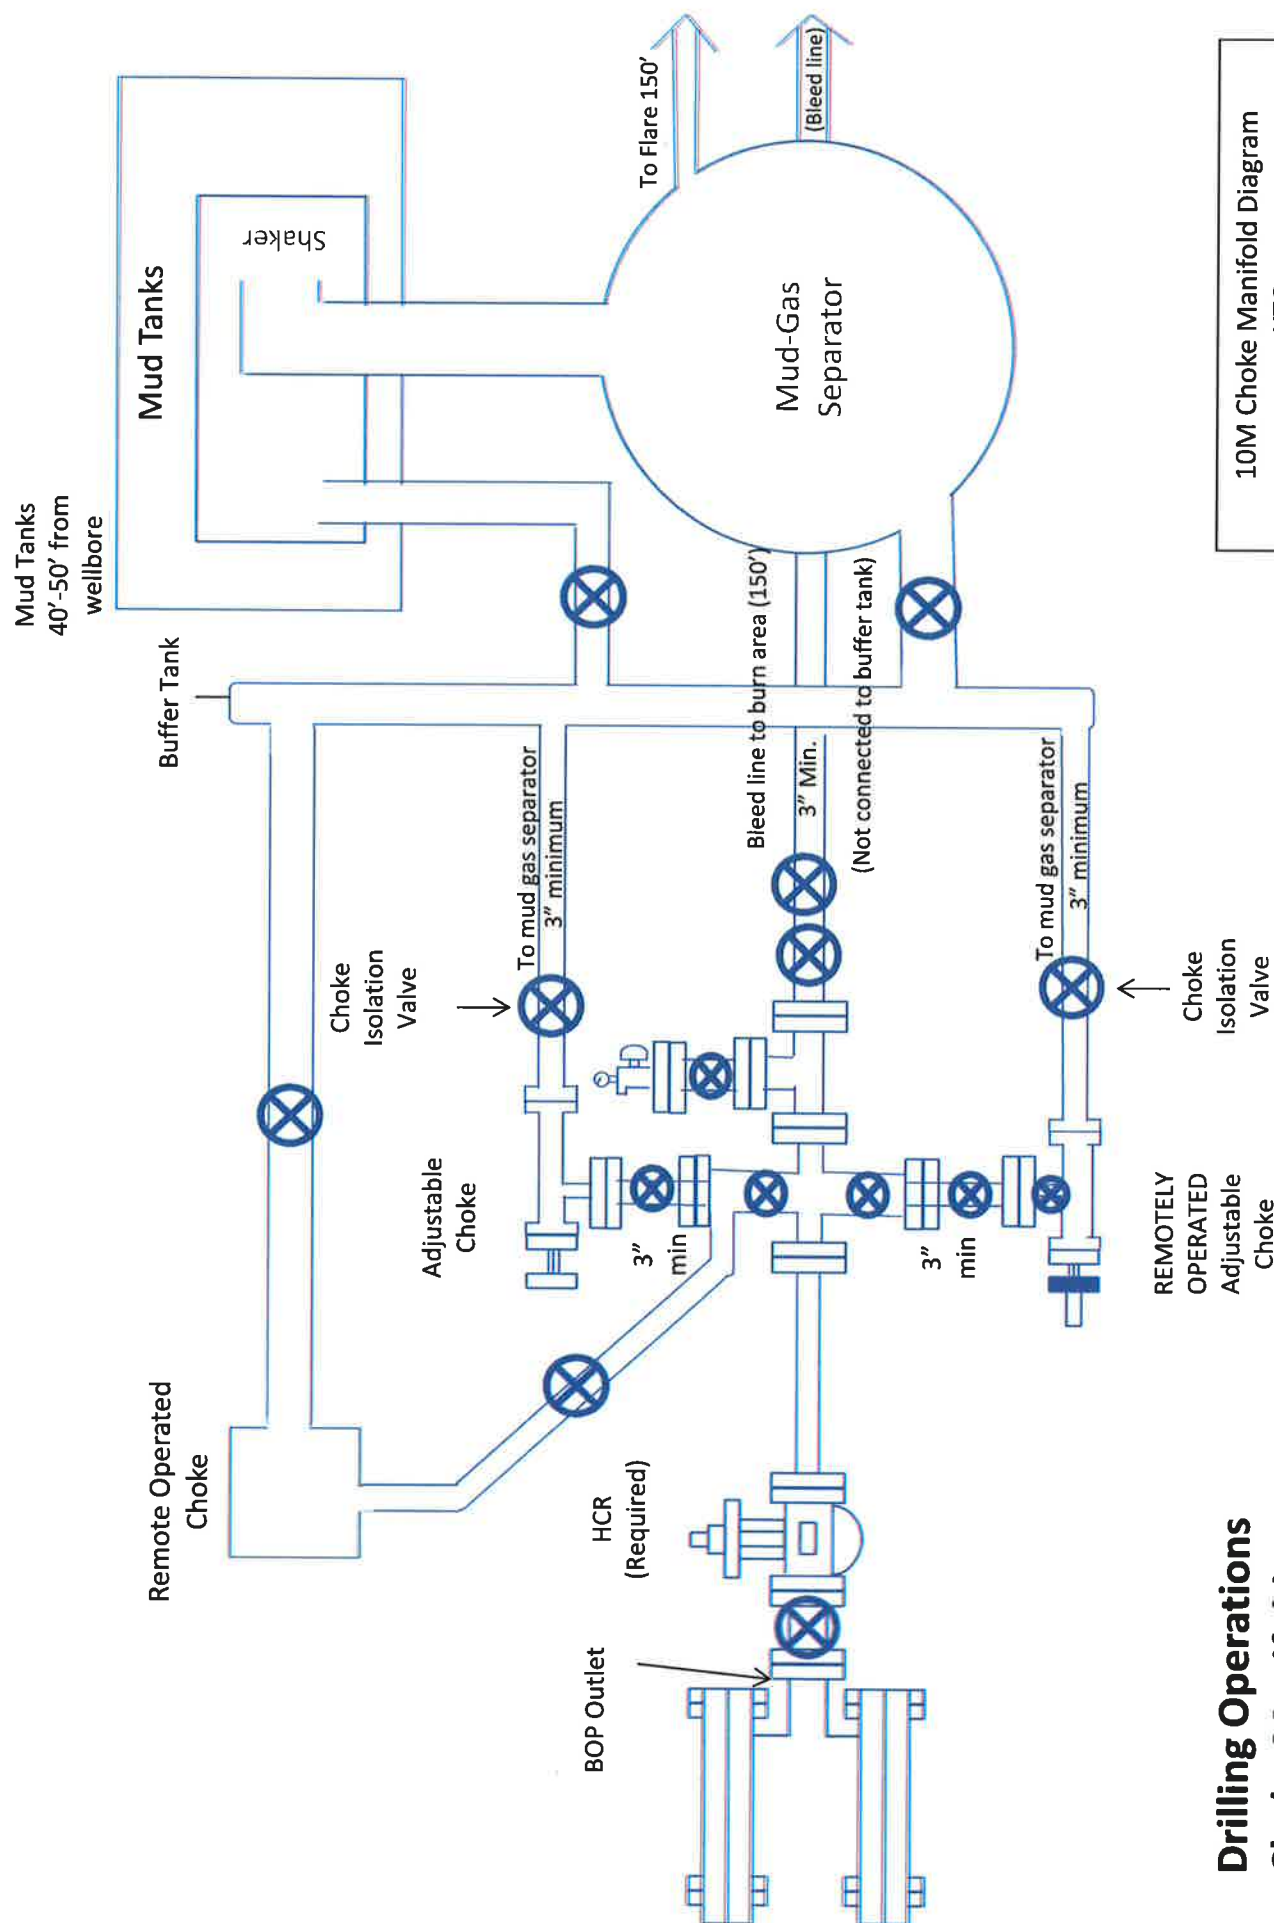 Mud Tanks
40'-50' from
wellbore
Mud Tanks
Shaker
To Flare 150'
(Bleed line)
Mud-Gas
Separator
Buffer Tank
Remote Operated
Choke
Choke
Isolation
Valve
To mud gas separator
3" minimum
Adjustable
Choke
3"
min
Bleed line to burn area (150')
3" Min.
(Not connected to buffer tank)
HCR
(Required)
BOP Outlet
3"
min
To mud gas separator
3" minimum
Choke
Isolation
Valve
REMOTELY
OPERATED
Adjustable
Choke
10M Choke Manifold Diagram
Drilling Operations